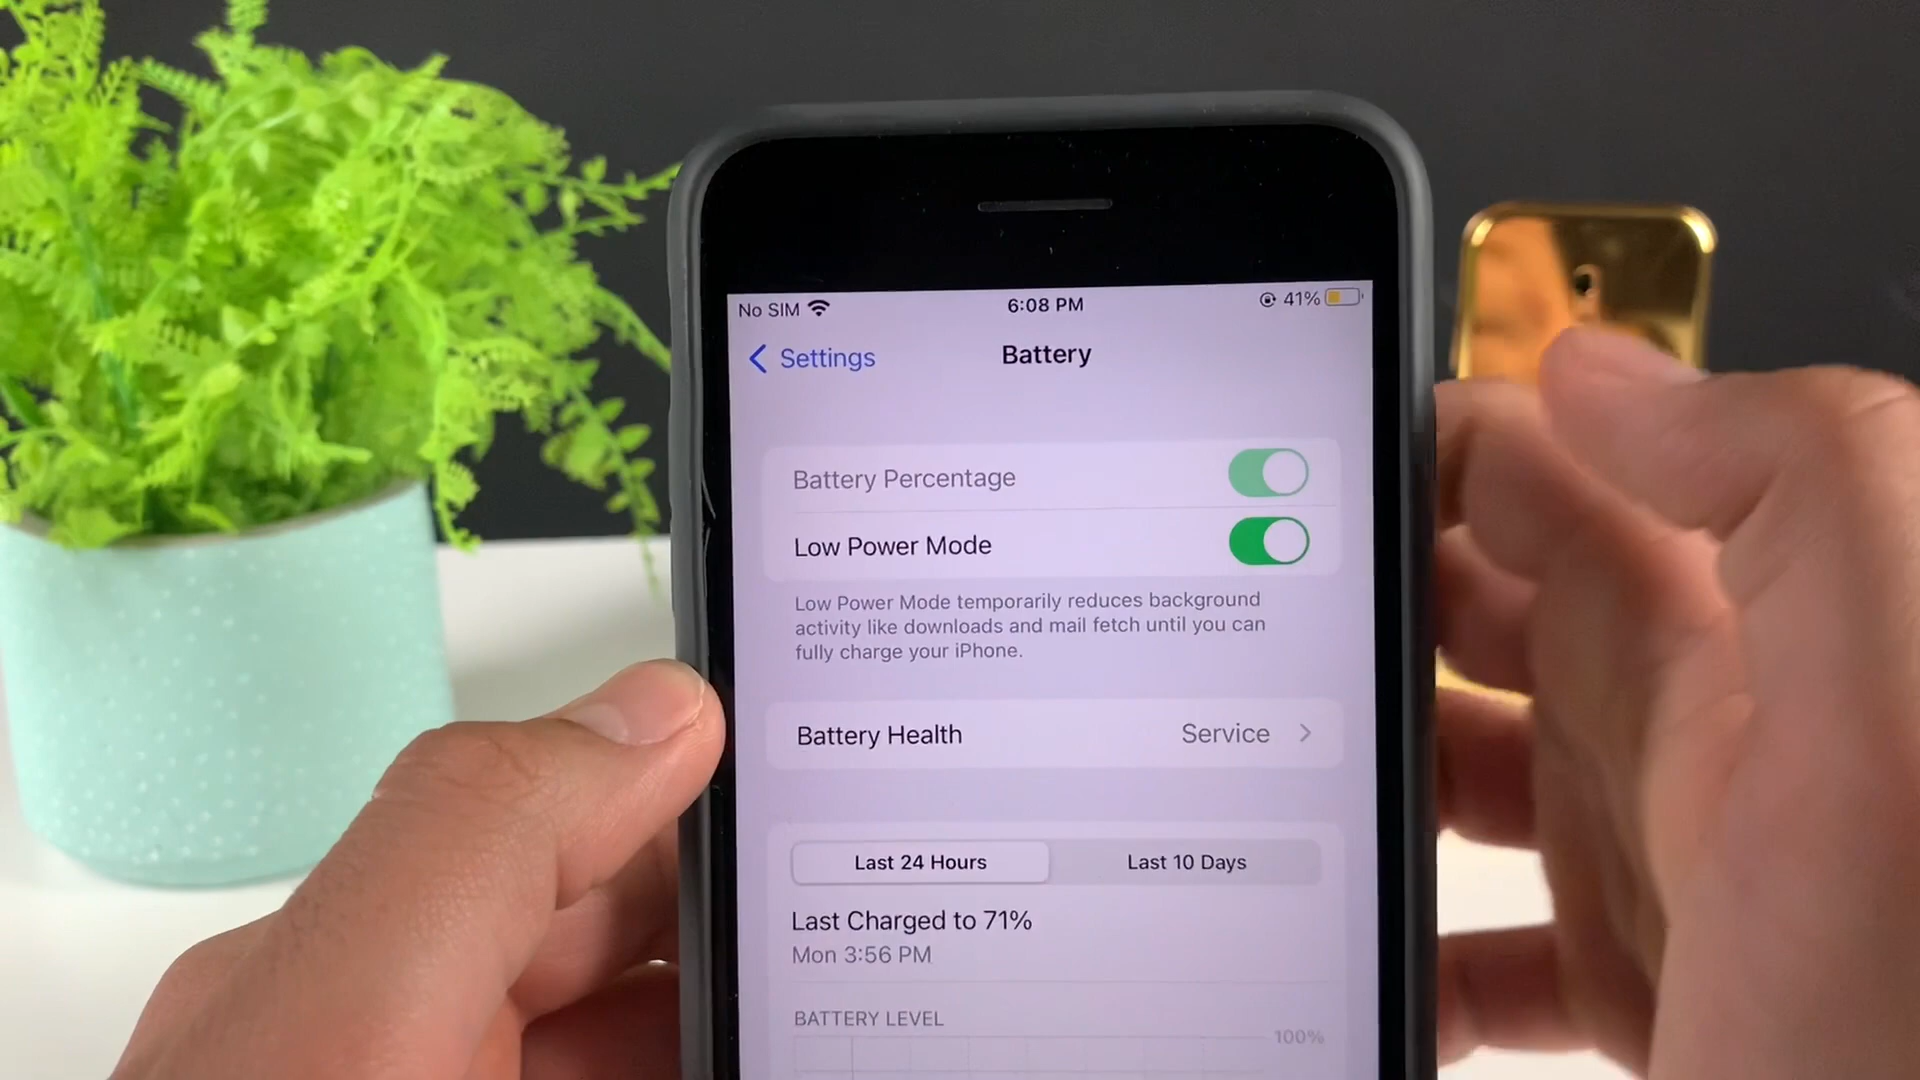 No SIM 6:08 PM 41%
Settings Battery
Battery Percentage
Low Power Mode
Low Power Mode temporarily reduces background
activity like downloads and mail fetch until you can
fully charge your iPhone.
Battery Health Service
Last 24 Hours Last 10 Days
Last Charged to 71%
Mon 3:56 PM
BATTERY LEVEL
100%